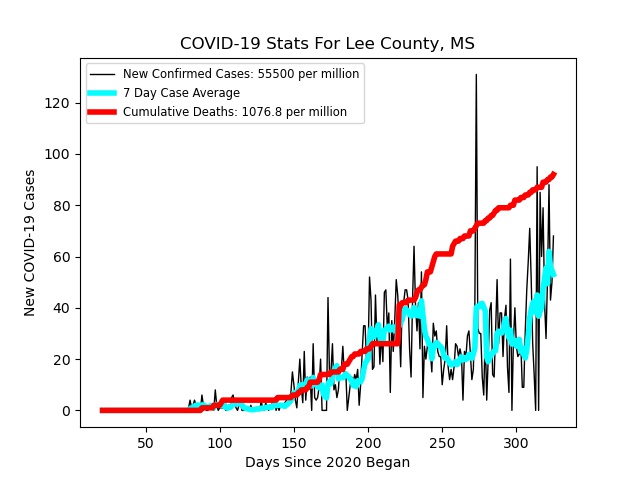 COVID-19 Stats For Lee County, MS
New Confirmed Cases: 55500 per million
7 Day Case Average
Cumulative Deaths: 1076.8 per million
New COVID-19 Cases
120
100
80
60
40
20
0
50 100 150 200 250 300
Days Since 2020 Began